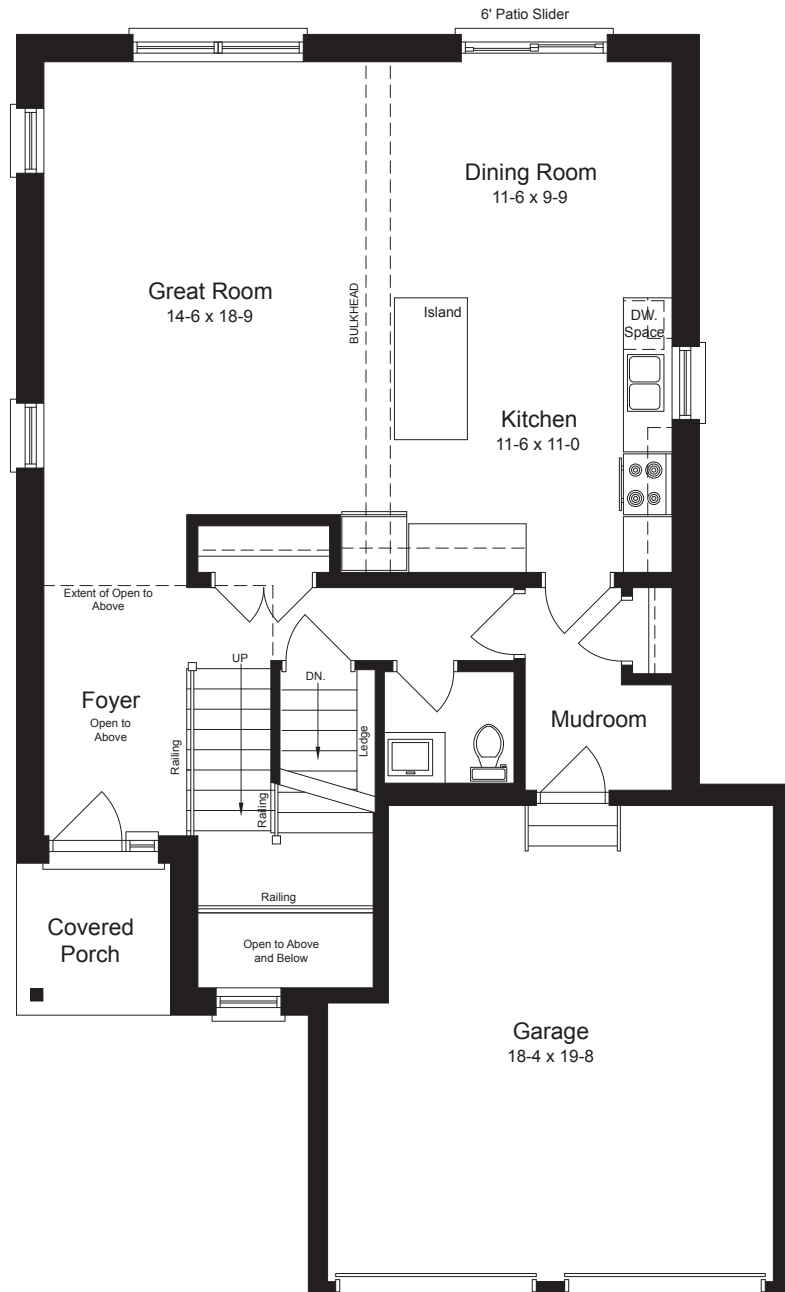 6' Patio Slider
Dining Room
11-6 x 9-9
Great Room
14-6 x 18-9
BULKHEAD
Island
DW.
Space
Kitchen
11-6 x 11-0
Extent of Open to
Above
UP
DN.
Foyer
Open to
Above
Railing
Railing
Ledge
Mudroom
Railing
Covered
Porch
Open to Above
and Below
Garage
18-4 x 19-8